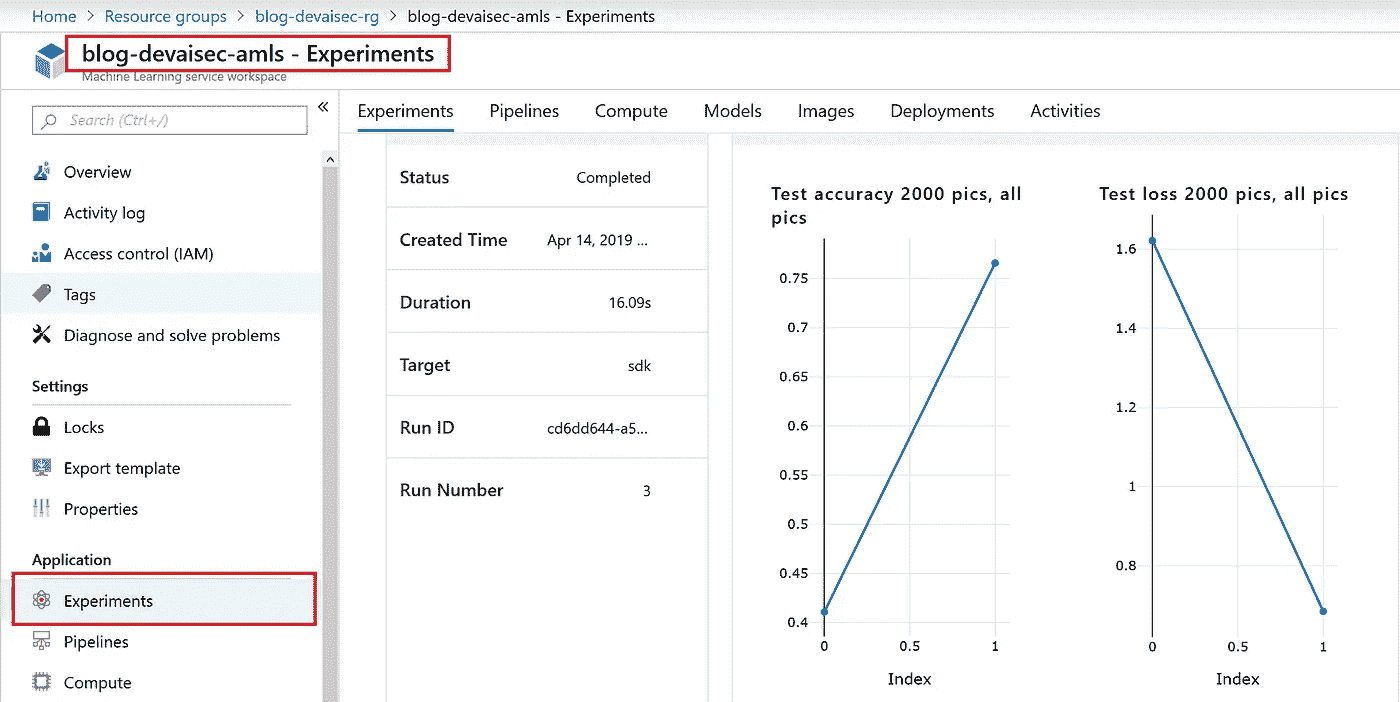 Home > Resource groups > blog-devaisec-rg > blog-devaisec-amls - Experiments
blog-devaisec-amls - Experiments
Machine Learning service workspace
Search (Ctrl+/)
«
Overview
Activity log
Access control (IAM)
Tags
Diagnose and solve problems
Settings
Locks
Export template
Properties
Application
Experiments
Pipelines
Compute
Experiments Pipelines Compute Models Images Deployments Activities
Status Completed
Created Time Apr 14, 2019 ...
Duration 16.09s
Target sdk
Run ID cd6dd644-a5...
Run Number 3
Test accuracy 2000 pics, all
pics
0.75
0.7
0.65
0.6
0.55
0.5
0.45
0.4
0 0.5 1
Index
Test loss 2000 pics, all pics
1.6
1.4
1.2
1
0.8
0 0.5 1
Index